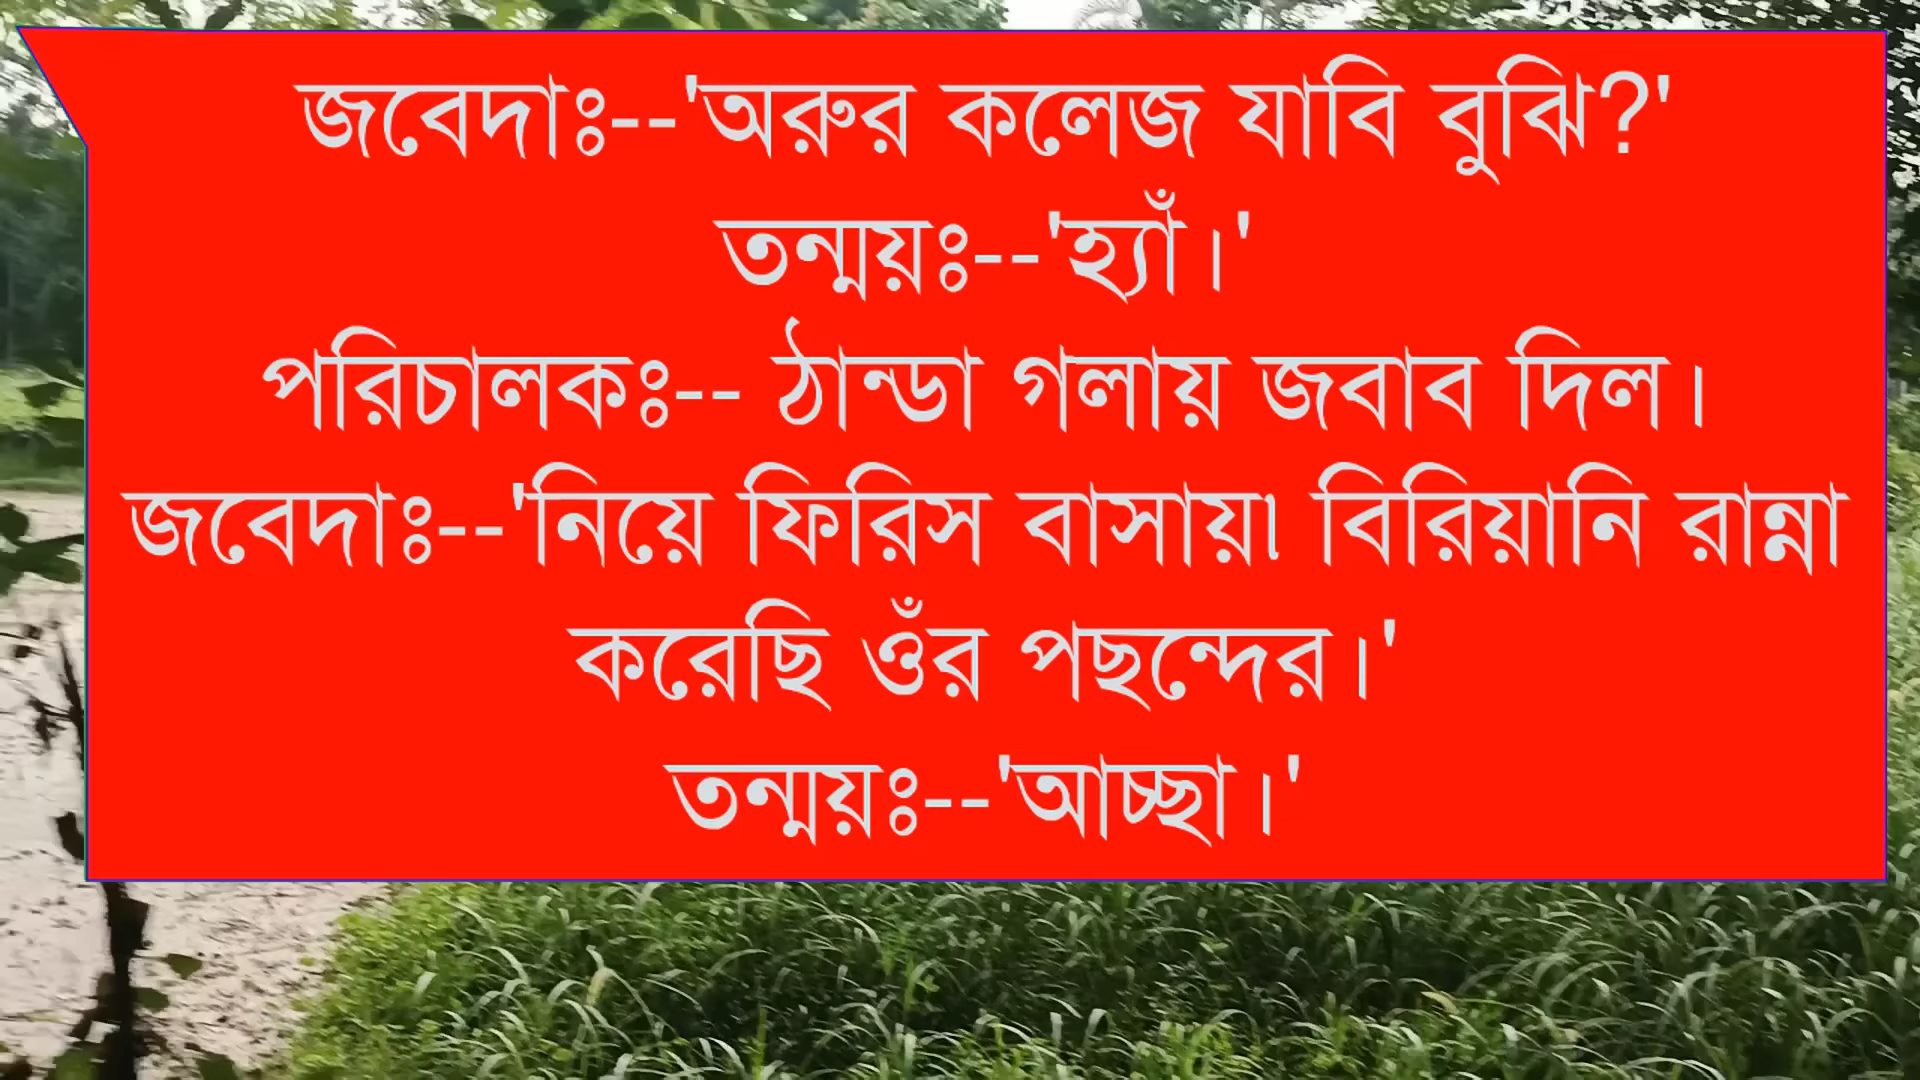 জবেদাঃ--'অরুর কলেজ যাবি বুঝি?'
তন্ময়ঃ--'হ্যাঁ।'
পরিচালকঃ-- ঠান্ডা গলায় জবাব দিল।
জবেদাঃ--'নিয়ে ফিরিস বাসায়৷ বিরিয়ানি রান্না
করেছি ওঁর পছন্দের।'
তন্ময়ঃ--'আচ্ছা।'